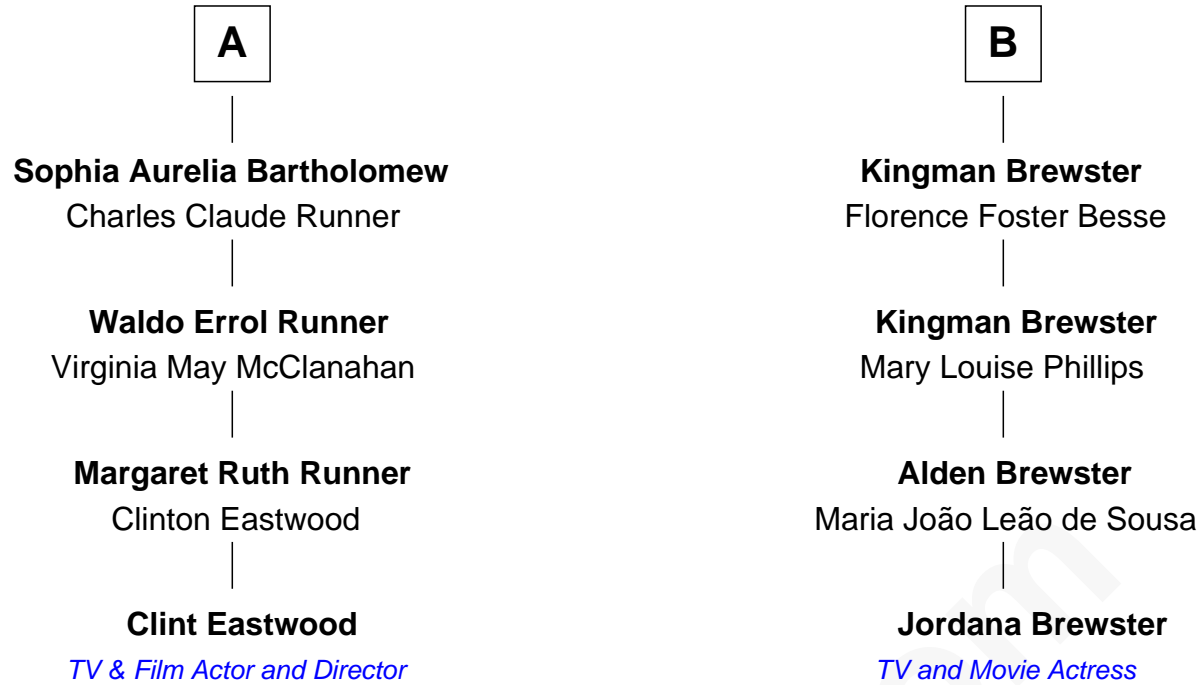 A
Sophia Aurelia Bartholomew
Charles Claude Runner
Waldo Errol Runner
Virginia May McClanahan
Margaret Ruth Runner
Clinton Eastwood
Clint Eastwood
TV & Film Actor and Director
B
Kingman Brewster
Florence Foster Besse
Kingman Brewster
Mary Louise Phillips
Alden Brewster
Maria João Leão de Sousa
Jordana Brewster
TV and Movie Actress